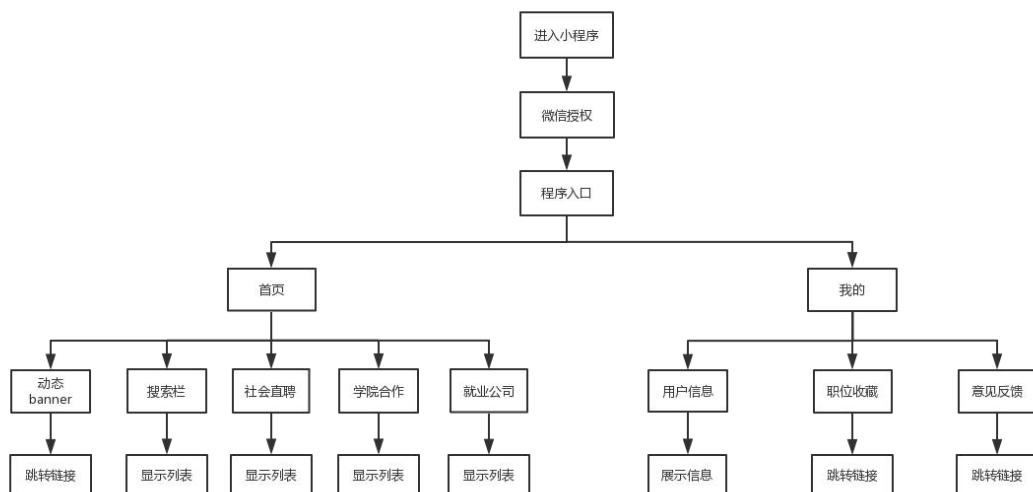 进入小程序
微信授权
程序入口
首页
我的
动态
banner
搜索栏
社会直聘
学院合作
就业公司
用户信息
职位收藏
意见反馈
跳转链接
显示列表
显示列表
显示列表
显示列表
展示信息
跳转链接
跳转链接